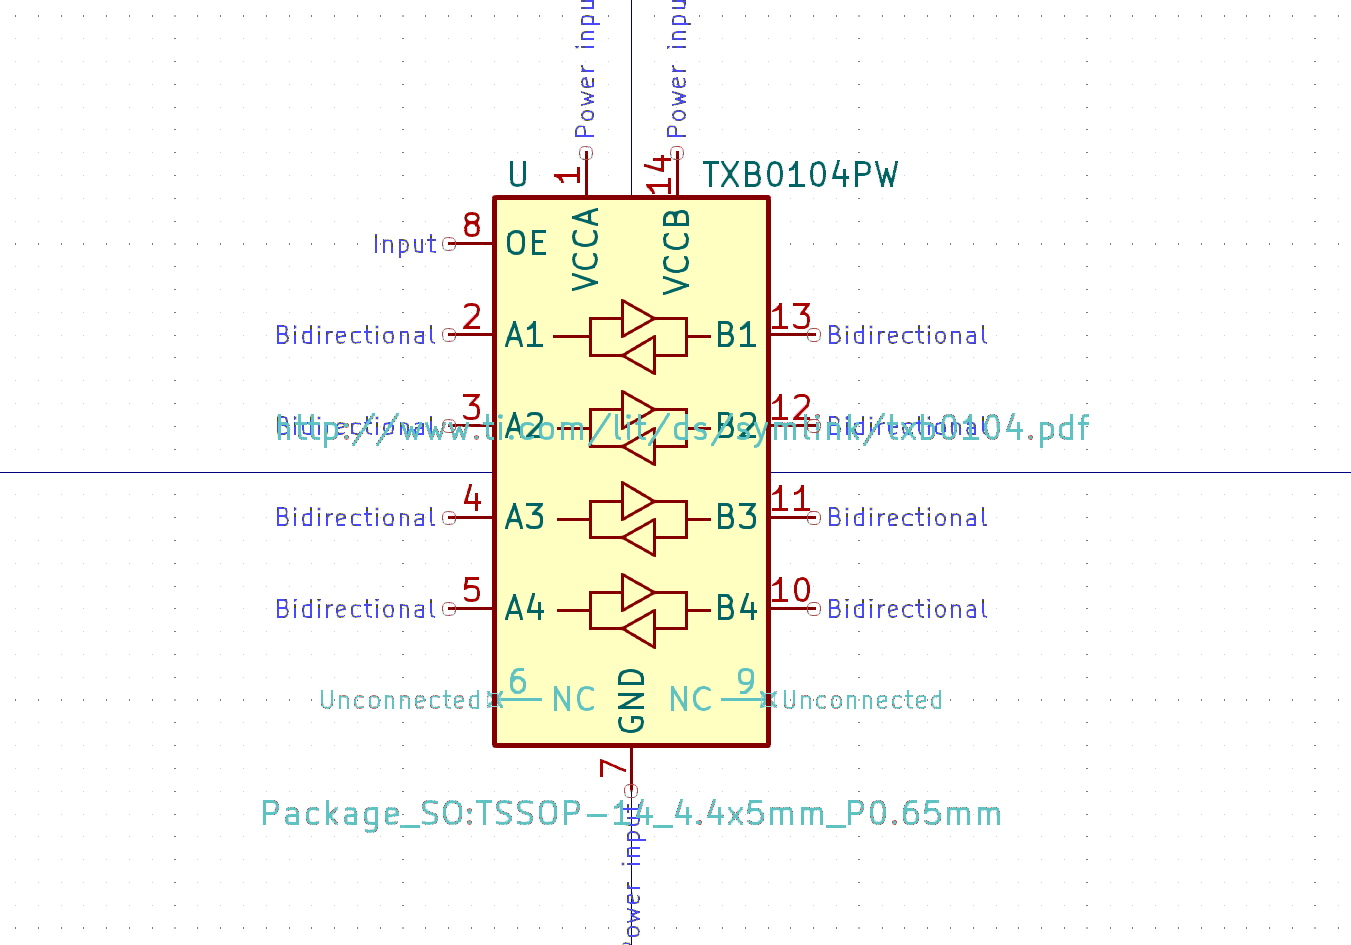 Power inpu
Power inpu
U
1
14
TXB0104PW
Input
8
OE
VCCA
VCCB
Bidirectional
2
A1
B1
13
Bidirectional
Bidirectional
3
A2
B2
12
Bidirectional
http://www.ti.com/lit/ds/symlink/txb0104.pdf
Bidirectional
4
A3
B3
11
Bidirectional
Bidirectional
5
A4
B4
10
Bidirectional
Unconnected
6
NC
GND
NC
9
Unconnected
7
Package_SO:TSSOP-14_4.4x5mm_P0.65mm
ower input